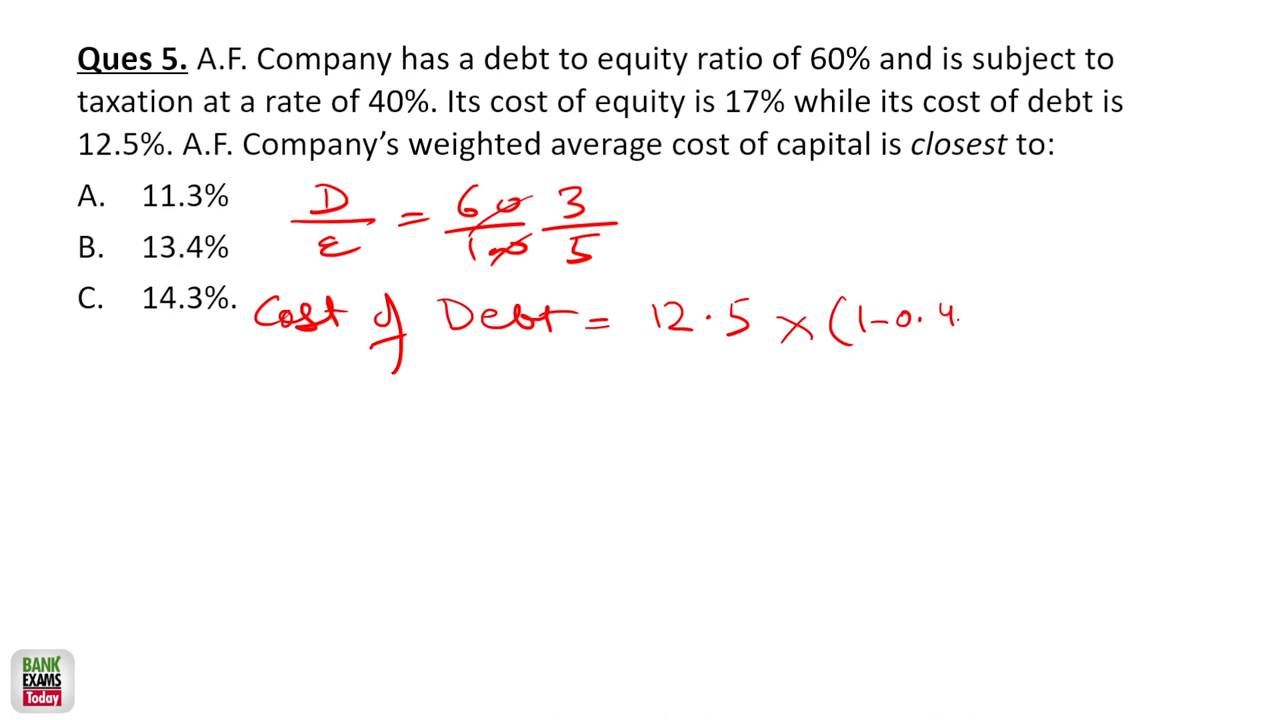 Ques 5. A.F. Company has a debt to equity ratio of 60% and is subject to
taxation at a rate of 40%. Its cost of equity is 17% while its cost of debt is
12.5%. A.F. Company’s weighted average cost of capital is closest to:
A. 11.3%
B. 13.4%
C. 14.3%.
D/E = 60/100 3/5
Cost of Debt = 12.5 × (1-0.4
BANK
EXAMS
Today